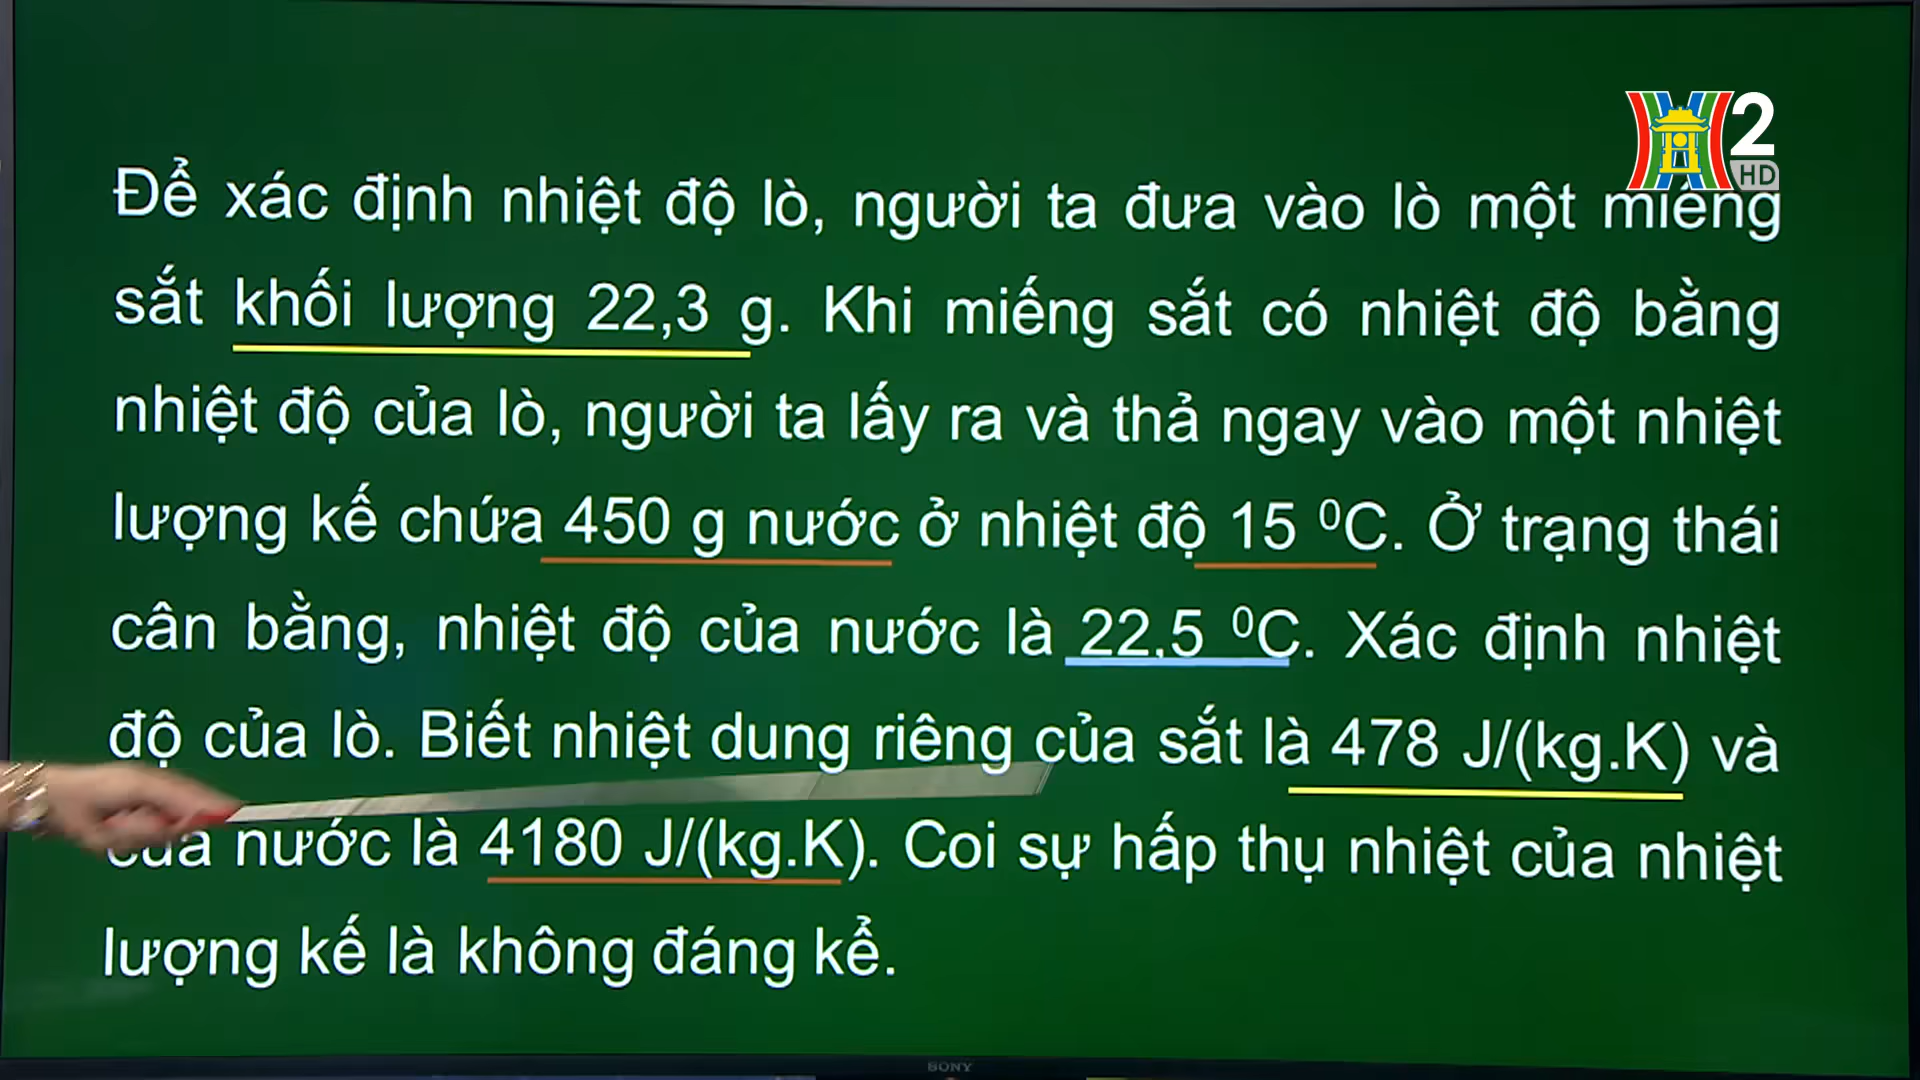 2
HD
Để xác định nhiệt độ lò, người ta đưa vào lò một miếng
sắt khối lượng 22,3 g. Khi miếng sắt có nhiệt độ bằng
nhiệt độ của lò, người ta lấy ra và thả ngay vào một nhiệt
lượng kế chứa 450 g nước ở nhiệt độ 15 ⁰C. Ở trạng thái
cân bằng, nhiệt độ của nước là 22,5 ⁰C. Xác định nhiệt
độ của lò. Biết nhiệt dung riêng của sắt là 478 J/(kg.K) và
của nước là 4180 J/(kg.K). Coi sự hấp thụ nhiệt của nhiệt
lượng kế là không đáng kể.
SONY